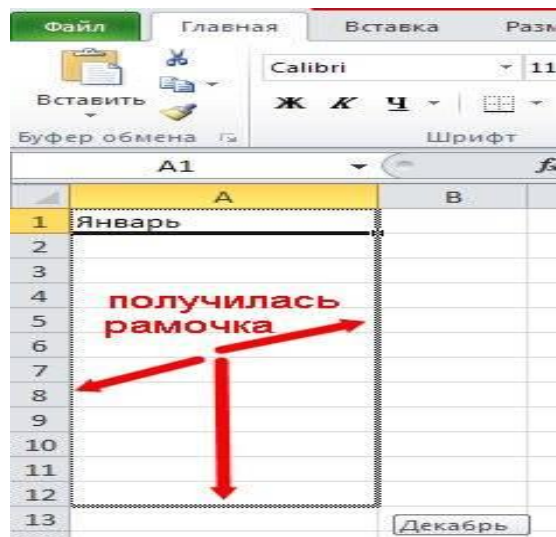 Файл Главная Вставка Разм
Calibri 11
Вставить Ж К Ч
Буфер обмена Шрифт
A1 fx
A B
1 Январь
2
3
4 получилась
5 рамочка
6
7
8
9
10
11
12
13 Декабрь